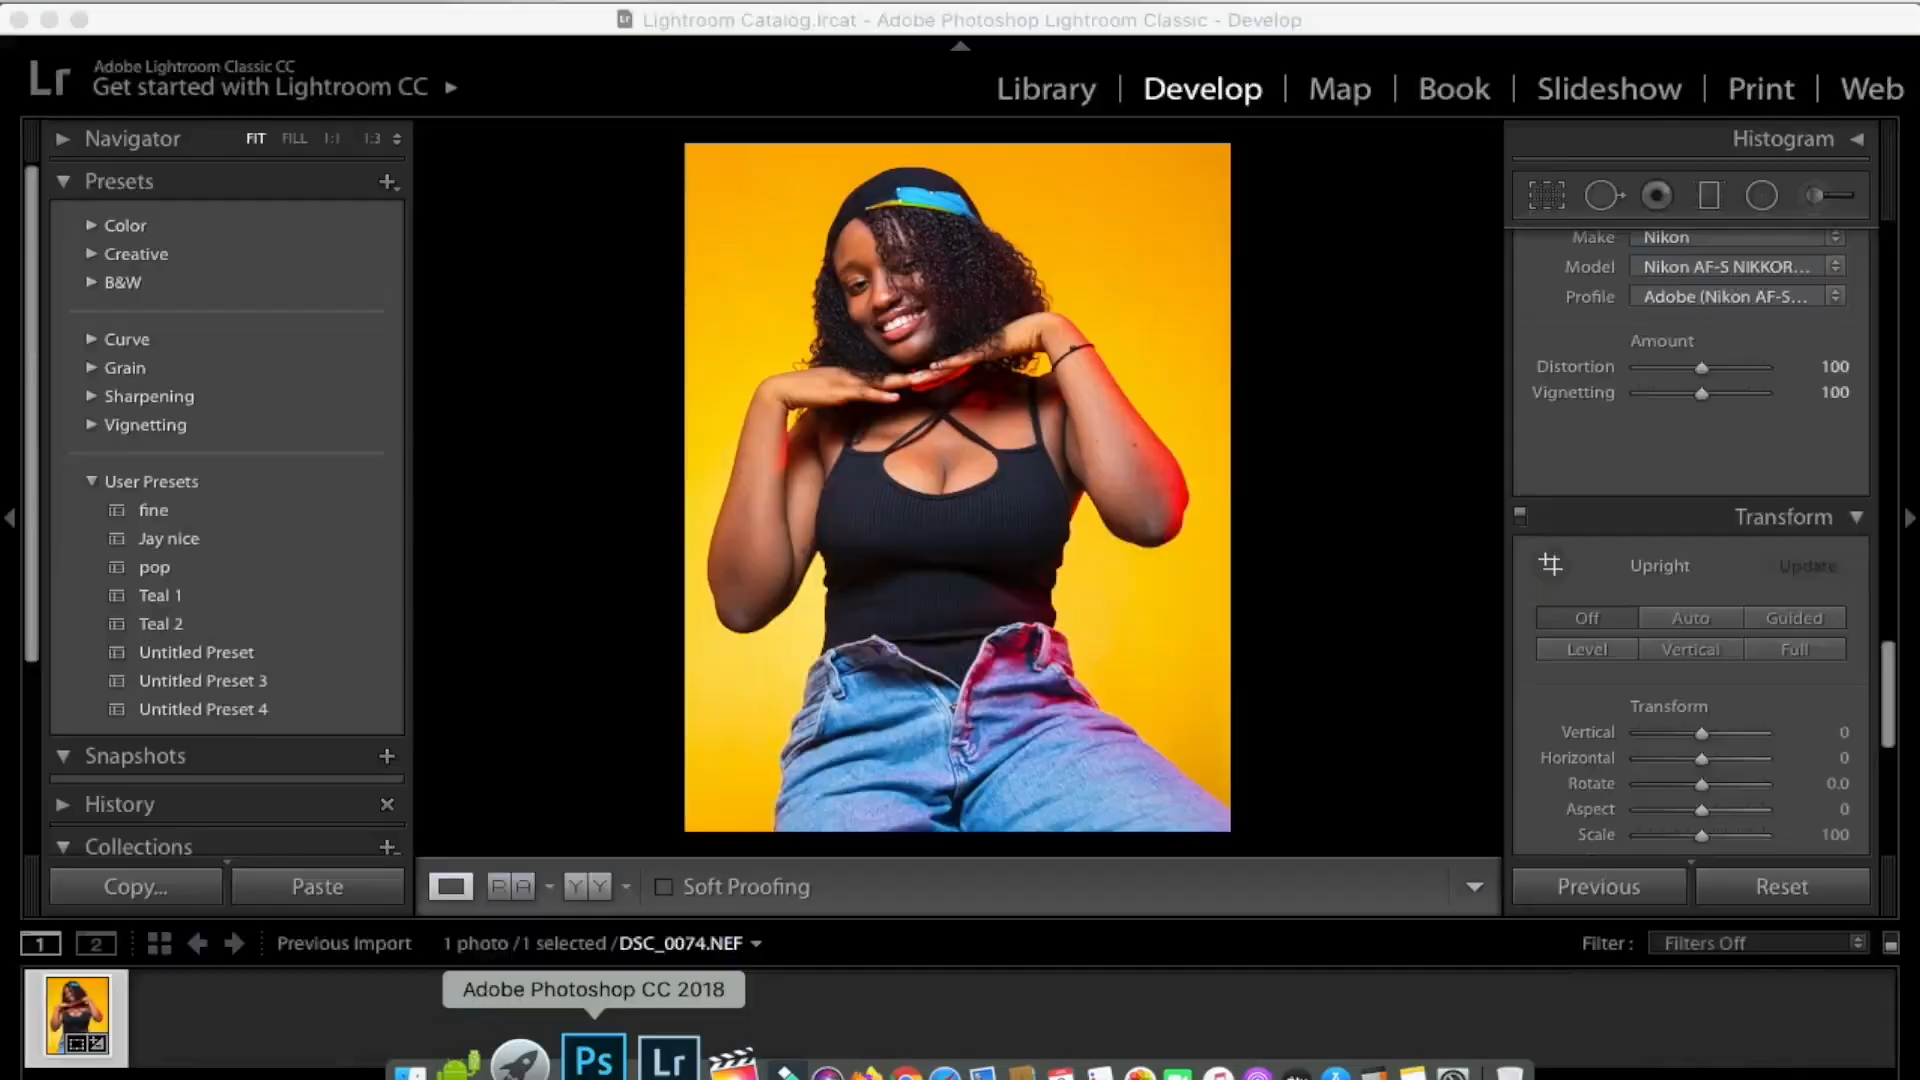 Lightroom Catalog.lrcat - Adobe Photoshop Lightroom Classic - Develop
Lr
Adobe Lightroom Classic CC
Get started with Lightroom CC
Library | Develop | Map | Book | Slideshow | Print | Web
Navigator FIT FILL 1:1 1:3
Presets
Color
Creative
B&W
Curve
Grain
Sharpening
Vignetting
User Presets
fine
Jay nice
pop
Teal 1
Teal 2
Untitled Preset
Untitled Preset 3
Untitled Preset 4
Snapshots
History
Collections
Copy... Paste
Soft Proofing
Histogram
Make Nikon
Model Nikon AF-S NIKKOR...
Profile Adobe (Nikon AF-S...
Amount
Distortion 100
Vignetting 100
Transform
Upright Update
Off Auto Guided
Level Vertical Full
Transform
Vertical 0
Horizontal 0
Rotate 0.0
Aspect 0
Scale 100
Previous Reset
1 2 Previous Import 1 photo / 1 selected / DSC_0074.NEF
Filter : Filters Off
Adobe Photoshop CC 2018
Ps Lr